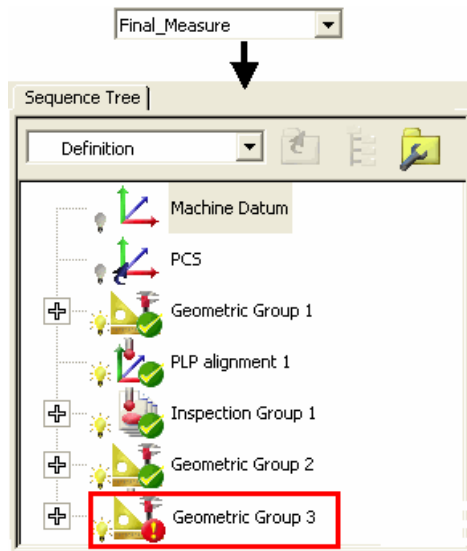 Final_Measure
Sequence Tree
Definition
Machine Datum
PCS
Geometric Group 1
PLP alignment 1
Inspection Group 1
Geometric Group 2
Geometric Group 3